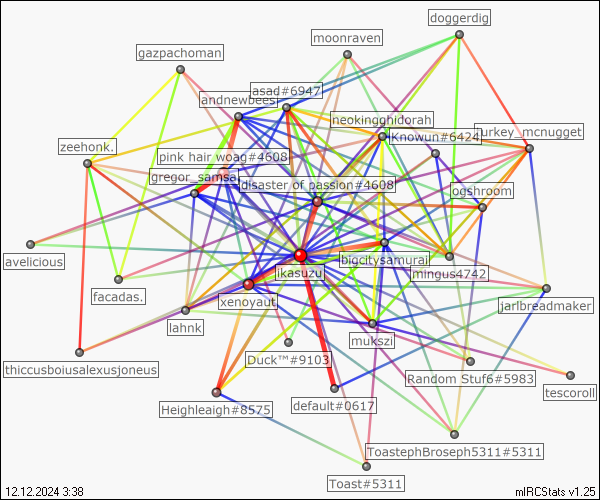 doggerdig
moonraven
gazpachoman
asad#6947
andnewbees
neokingghidorah
Knowun#6424
turkey_mcnugget
zeehonk.
pink hair woag#4608
gregor_samsa
disaster of passion#4608
ogshroom
avelicious
bigcitysamurai
ikasuzu
mingus4742
facadas.
xenoyaut
jarlbreadmaker
lahnk
mukszi
Duck™#9103
thiccusboiusalexusjoneus
Random Stuf6#5983
tescoroll
Heighleigh#8575
default#0617
ToastephBroseph5311#5311
Toast#5311
12.12.2024 3:38
mIRCStats v1.25